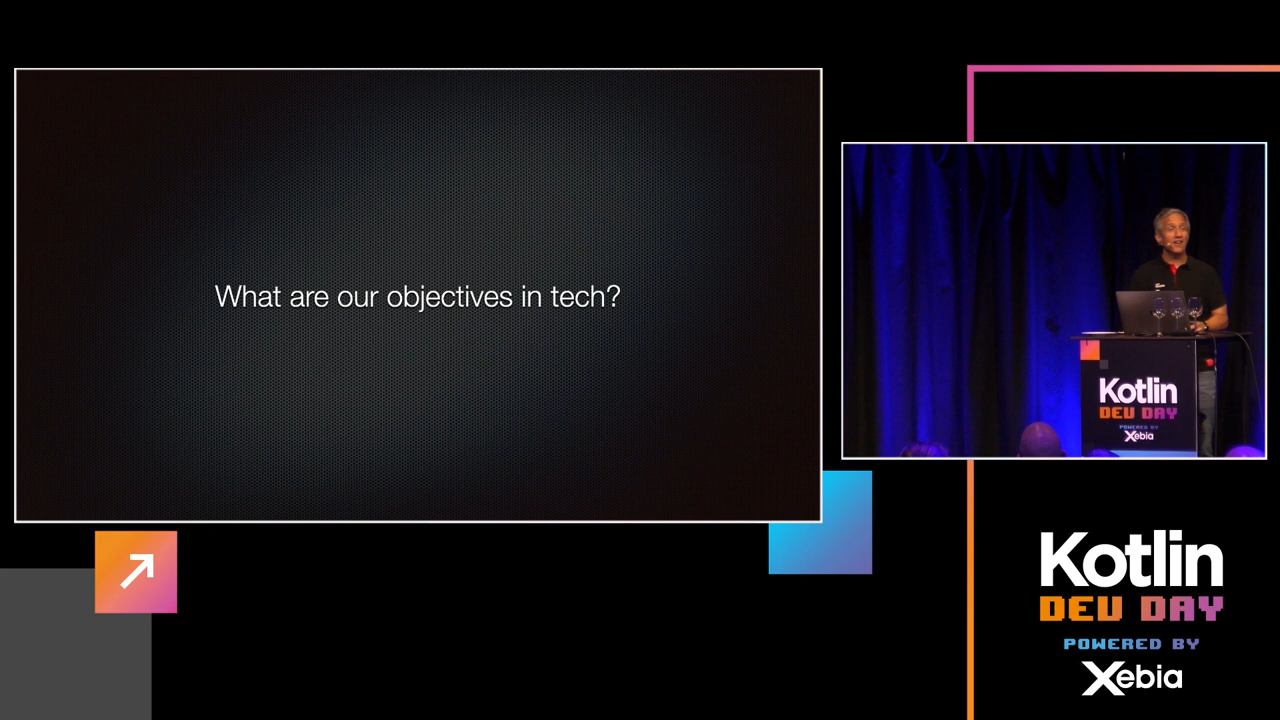 What are our objectives in tech?
Kotlin
DEV DAY
POWERED BY
Xebia
Kotlin
DEV DAY
POWERED BY
Xebia